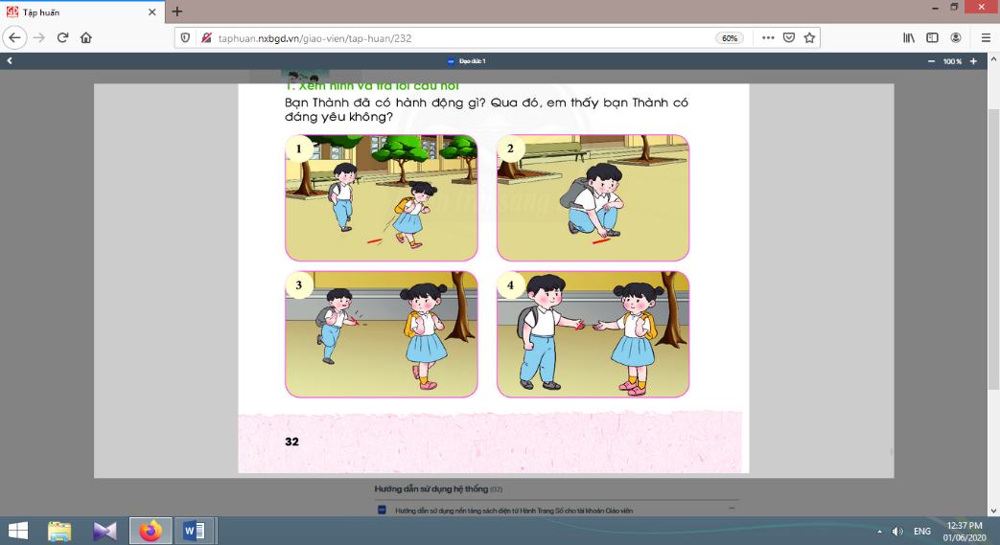 Tập huấn
taphuan.nxbgd.vn/giao-vien/tap-huan/232
60%
Đạo đức 1
100 %
1. Xem hình và trả lời câu hỏi
Bạn Thành đã có hành động gì? Qua đó, em thấy bạn Thành có
đáng yêu không?
1
2
3
4
32
Hướng dẫn sử dụng hệ thống (02)
Hướng dẫn sử dụng nền tảng sách điện tử Hành Trang Số cho tài khoản Giáo viên
ENG
12:37 PM
01/06/2020